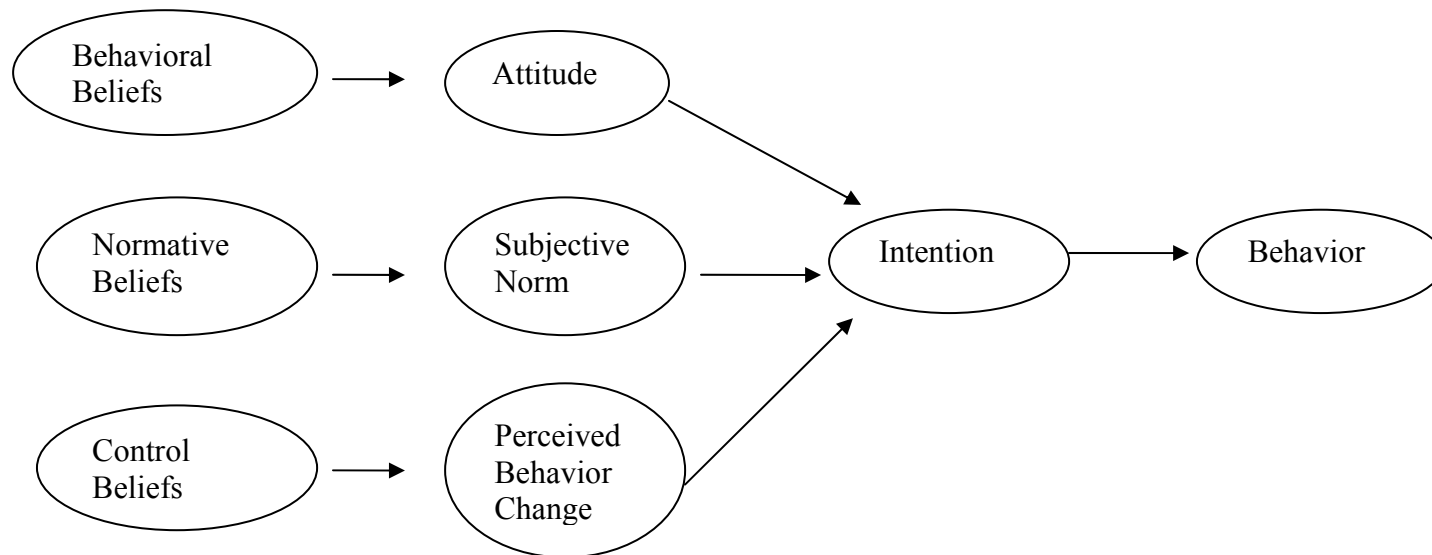 Behavioral
Beliefs
Attitude
Normative
Beliefs
Subjective
Norm
Intention
Behavior
Control
Beliefs
Perceived
Behavior
Change